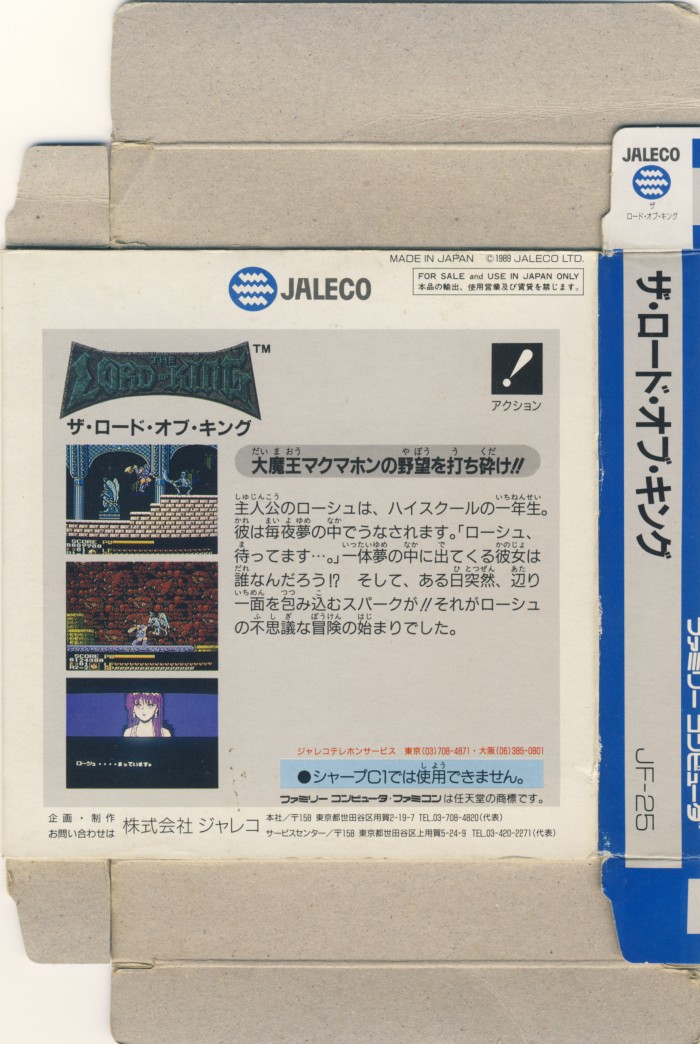 JALECO
ザ
ロード・オブ・キング
MADE IN JAPAN ©1989 JALECO LTD.
JALECO
FOR SALE and USE IN JAPAN ONLY
本品の輸出、使用営業及び賃貸を禁じます。
THE LORD OF KING™
ザ・ロード・オブ・キング
アクション
大魔王マクマホンの野望を打ち砕け!!
主人公のローシュは、ハイスクールの一年生。
彼は毎夜夢の中でうなされます。「ローシュ、
待ってます…。」一体夢の中に出てくる彼女は
誰なんだろう!? そして、ある日突然、辺り
一面を包み込むスパークが!!それがローシュ
の不思議な冒険の始まりでした。
SCORE
SCORE
ローシュ・・・・まっています。
ジャレコテレホンサービス 東京(03)708-4871・大阪(06)385-0801
●シャープC1では使用できません。
ファミリー コンピュータ・ファミコンは任天堂の商標です。
企画・制作
お問い合わせは
株式会社 ジャレコ
本社/〒158 東京都世田谷区用賀2-19-7 TEL.03-708-4820(代表)
サービスセンター/〒158 東京都世田谷区上用賀5-24-9 TEL.03-420-2271(代表)
ザ・ロード・オブ・キング
JF-25
ファミリー コンピュータ